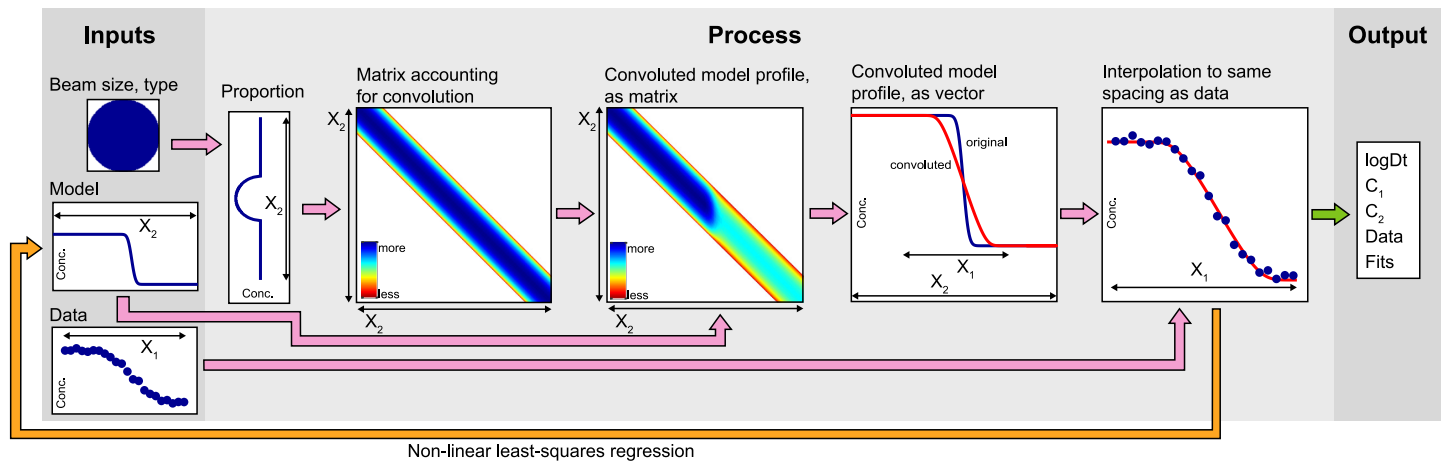 Inputs
Process
Output
Beam size, type
Proportion
X2
Conc.
Matrix accounting
for convolution
X2
more
less
X2
Convoluted model profile,
as matrix
X2
more
less
X2
Convoluted model
profile, as vector
original
convoluted
Conc.
X1
X2
Interpolation to same
spacing as data
Conc.
X1
logDt
C1
C2
Data
Fits
Model
X2
Conc.
Data
X1
Conc.
Non-linear least-squares regression